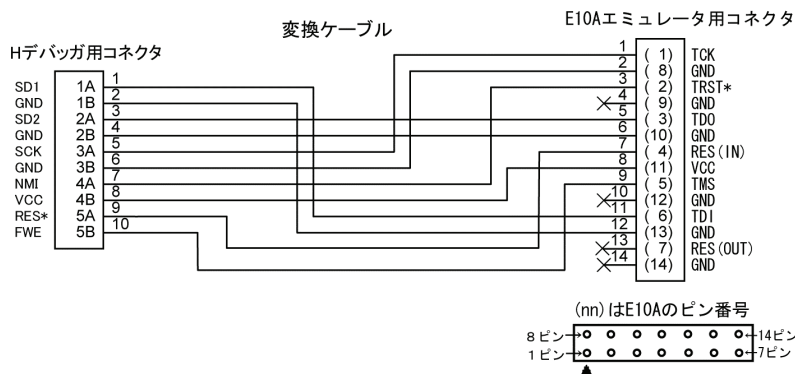 変換ケーブル
E10Aエミュレータ用コネクタ
Hデバッガ用コネクタ
SD1 1A 1
GND 1B 2
SD2 2A 3
GND 2B 4
SCK 3A 5
GND 3B 6
NMI 4A 7
VCC 4B 8
RES* 5A 9
FWE 5B 10
1 ( 1) TCK
2 ( 8) GND
3 ( 2) TRST*
4 ( 9) GND
5 ( 3) TDO
6 (10) GND
7 ( 4) RES(IN)
8 (11) VCC
9 ( 5) TMS
10 (12) GND
11 ( 6) TDI
12 (13) GND
13 ( 7) RES(OUT)
14 (14) GND
(nn)はE10Aのピン番号
8ピン→ ←14ピン
1ピン→ ←7ピン